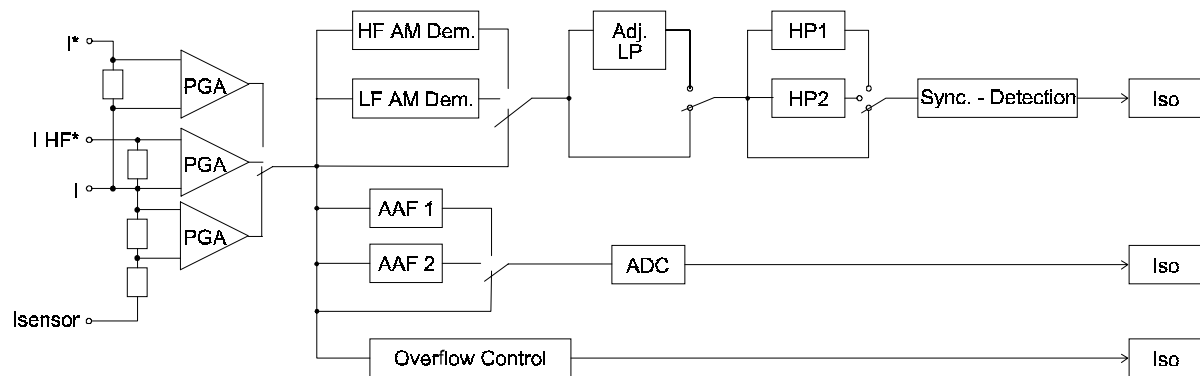 I*
I HF*
I
Isensor
PGA
PGA
PGA
HF AM Dem.
LF AM Dem.
Adj.
LP
HP1
HP2
Sync. - Detection
Iso
AAF 1
AAF 2
ADC
Iso
Overflow Control
Iso